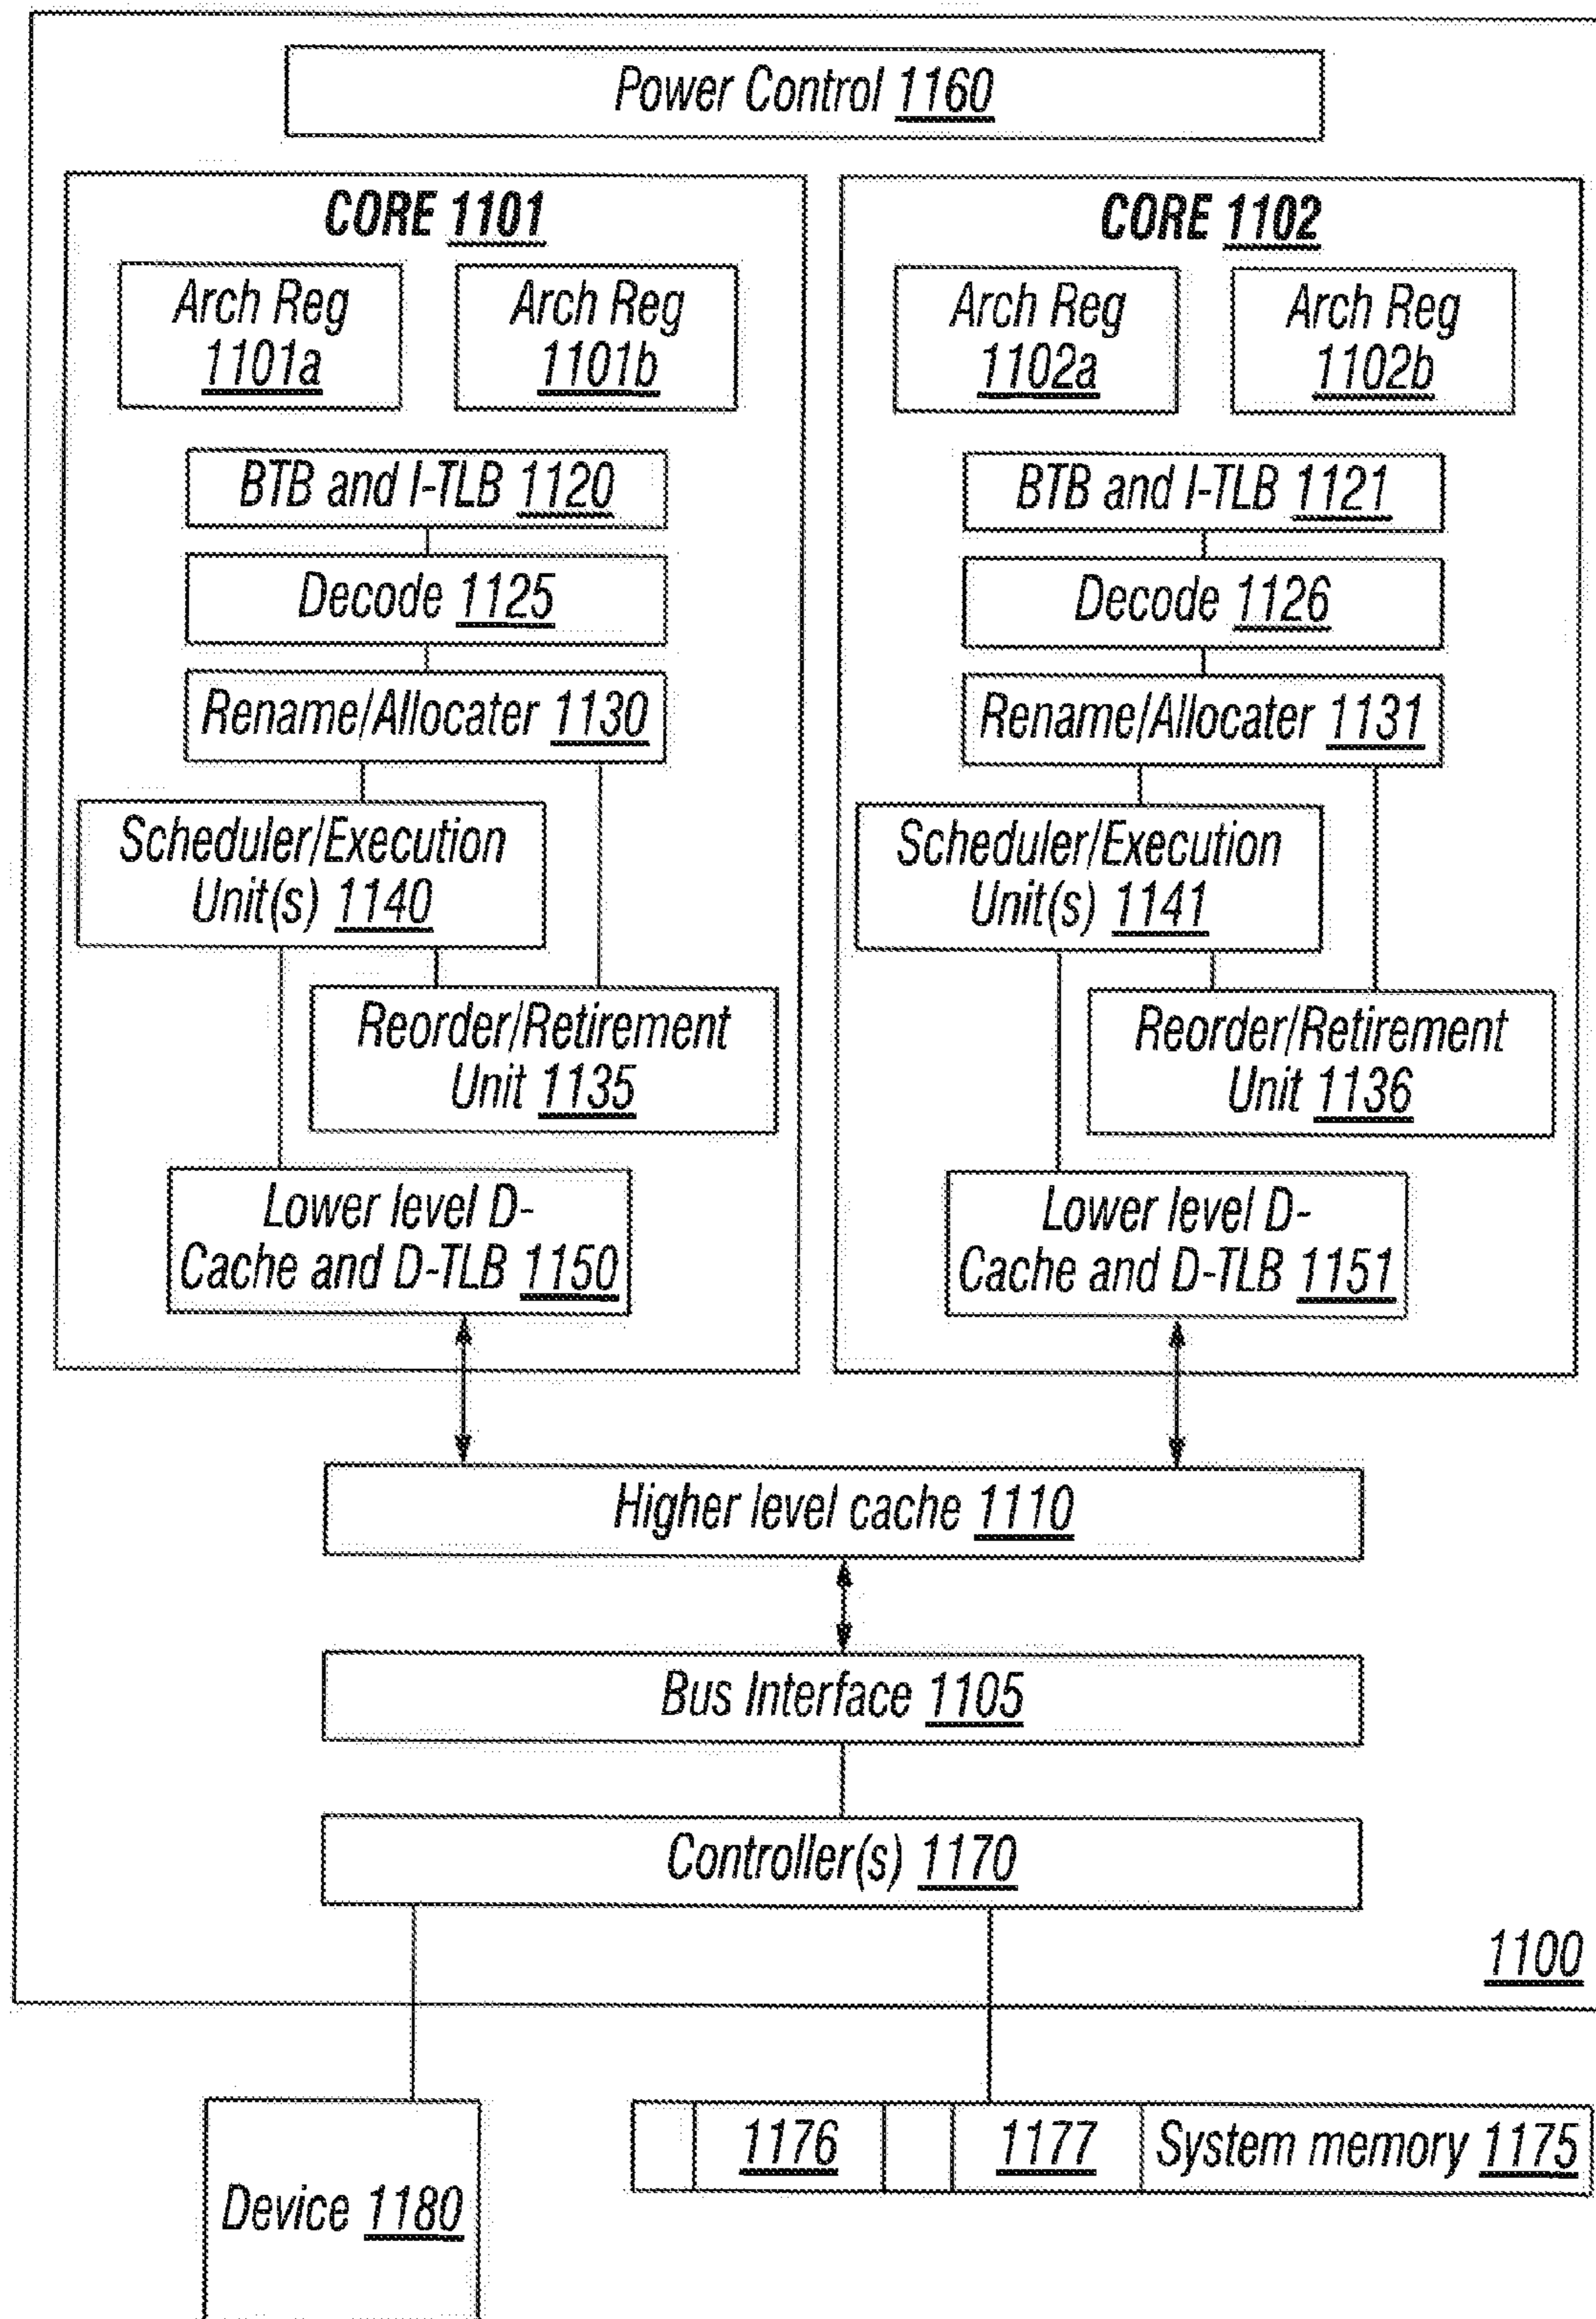 Power Control 1160
CORE 1101
Arch Reg
1101a
Arch Reg
1101b
BTB and I-TLB 1120
Decode 1125
Rename/Allocater 1130
Scheduler/Execution
Unit(s) 1140
Reorder/Retirement
Unit 1135
Lower level D-
Cache and D-TLB 1150
CORE 1102
Arch Reg
1102a
Arch Reg
1102b
BTB and I-TLB 1121
Decode 1126
Rename/Allocater 1131
Scheduler/Execution
Unit(s) 1141
Reorder/Retirement
Unit 1136
Lower level D-
Cache and D-TLB 1151
Higher level cache 1110
Bus Interface 1105
Controller(s) 1170
1100
Device 1180
1176
1177
System memory 1175